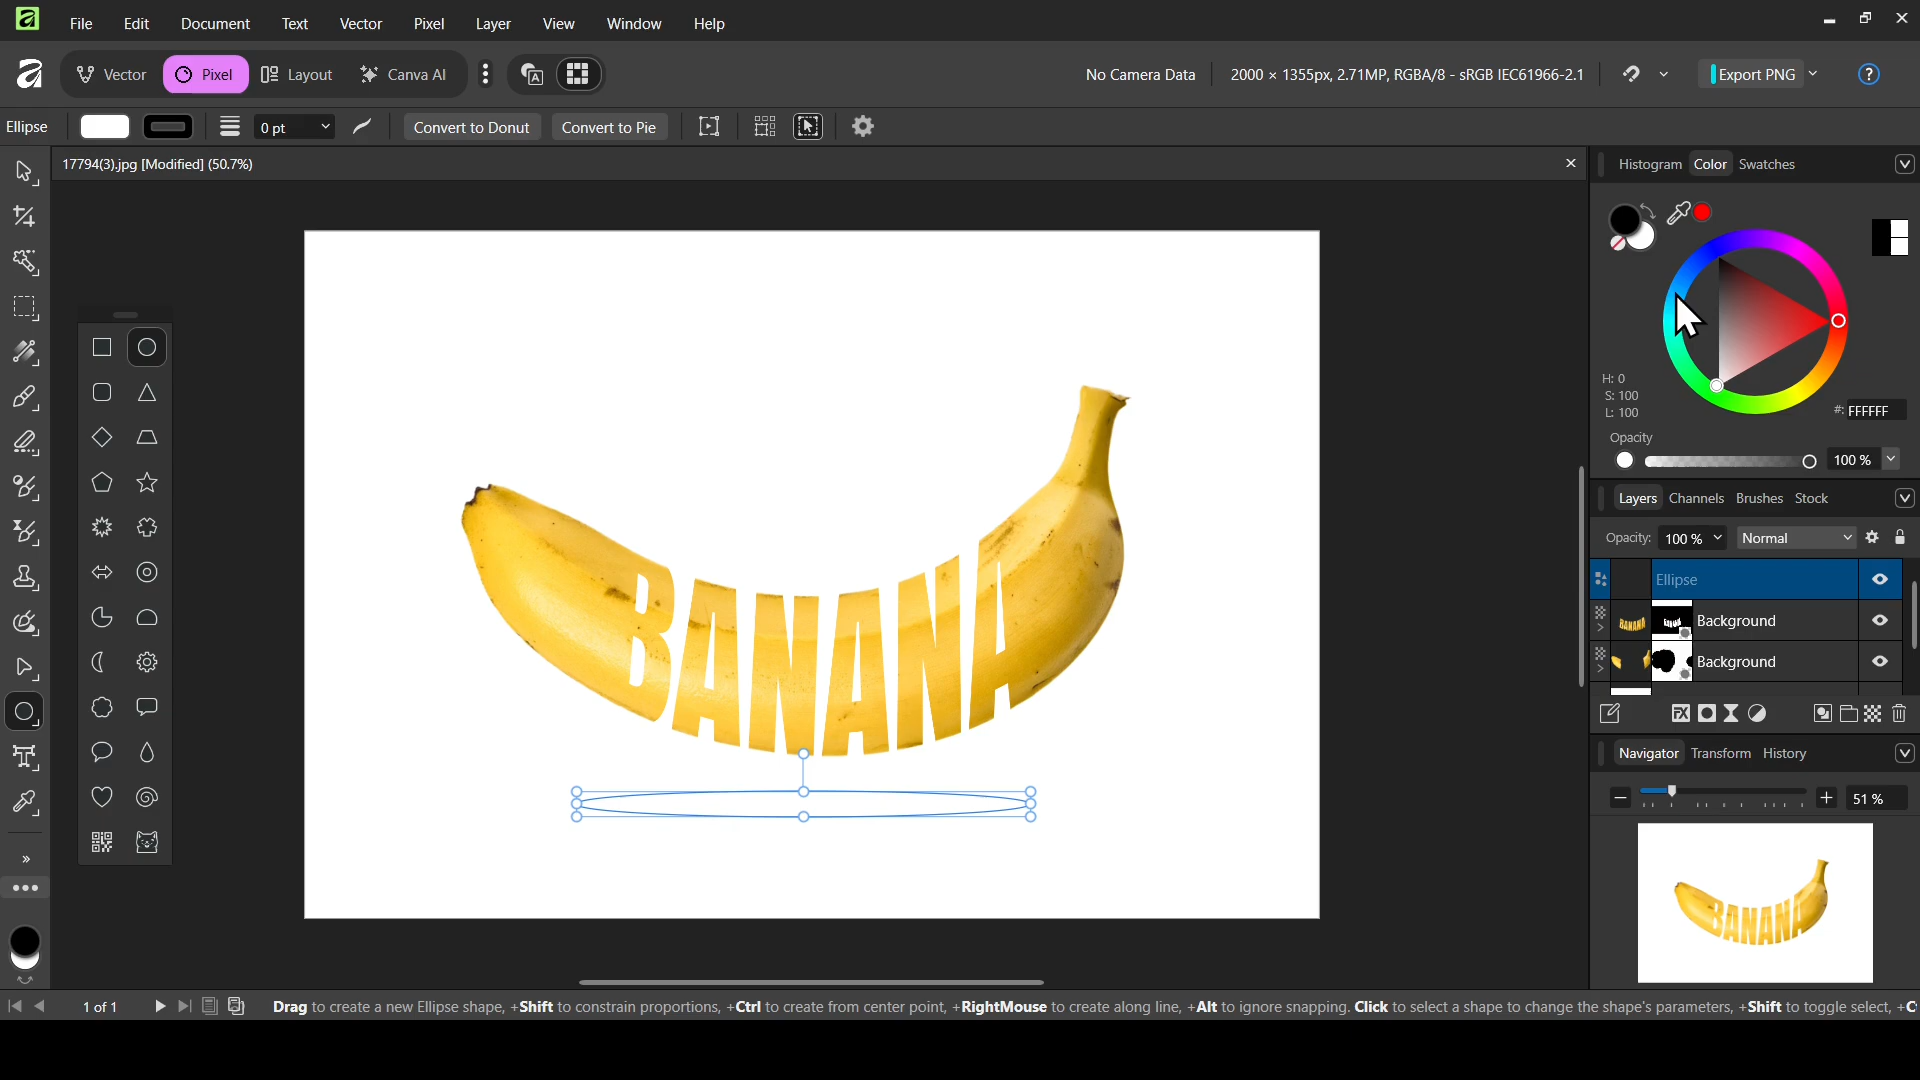 File Edit Document Text Vector Pixel Layer View Window Help
Vector Pixel Layout Canva AI No Camera Data 2000 × 1355px, 2.71MP, RGBA/8 - sRGB IEC61966-2.1 Export PNG ?
Ellipse 0 pt Convert to Donut Convert to Pie
17794(3).jpg [Modified] (50.7%)
Histogram Color Swatches
H: 0
S: 100
L: 100
#: FFFFFF
Opacity
100 %
Layers Channels Brushes Stock
Opacity: 100 % Normal
Ellipse
BANANA Background
Background
BANANA
Navigator Transform History
51 %
BANANA
1 of 1 Drag to create a new Ellipse shape, +Shift to constrain proportions, +Ctrl to create from center point, +RightMouse to create along line, +Alt to ignore snapping. Click to select a shape to change the shape's parameters, +Shift to toggle select, +C